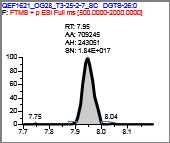 QEF1621_OG28_T3-25-2-7_SC DGTS-26:0
F: FTMS + p ESI Full ms [500.0000-2000.0000]
RT: 7.95
AA: 709245
AH: 243051
SN: 1.84E+017
100
80
60
40
20
0
7.75
8.04
7.7 7.8 7.9 8.0 8.1